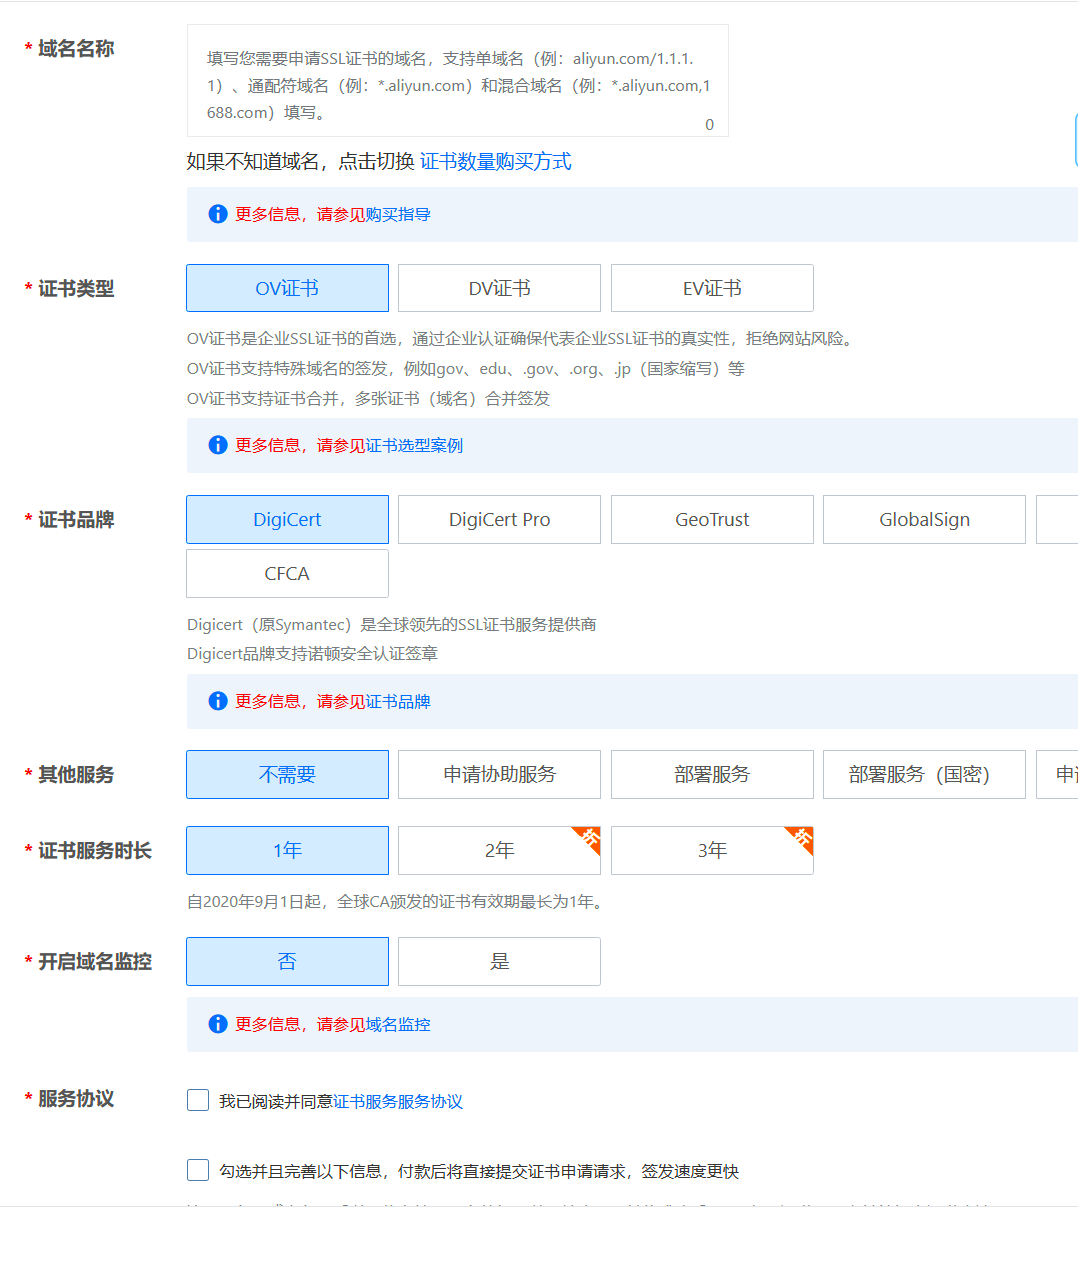 * 域名名称
填写您需要申请SSL证书的域名，支持单域名（例：aliyun.com/1.1.1.
1）、通配符域名（例：*.aliyun.com）和混合域名（例：*.aliyun.com,1
688.com）填写。
0
如果不知道域名，点击切换 证书数量购买方式
更多信息，请参见购买指导
* 证书类型
OV证书 DV证书 EV证书
OV证书是企业SSL证书的首选，通过企业认证确保代表企业SSL证书的真实性，拒绝网站风险。
OV证书支持特殊域名的签发，例如gov、edu、.gov、.org、.jp（国家缩写）等
OV证书支持证书合并，多张证书（域名）合并签发
更多信息，请参见证书选型案例
* 证书品牌
DigiCert DigiCert Pro GeoTrust GlobalSign
CFCA
Digicert（原Symantec）是全球领先的SSL证书服务提供商
Digicert品牌支持诺顿安全认证签章
更多信息，请参见证书品牌
* 其他服务
不需要 申请协助服务 部署服务 部署服务（国密） 申
* 证书服务时长
1年 2年 折 3年 折
自2020年9月1日起，全球CA颁发的证书有效期最长为1年。
* 开启域名监控
否 是
更多信息，请参见域名监控
* 服务协议
我已阅读并同意证书服务服务协议
勾选并且完善以下信息，付款后将直接提交证书申请请求，签发速度更快